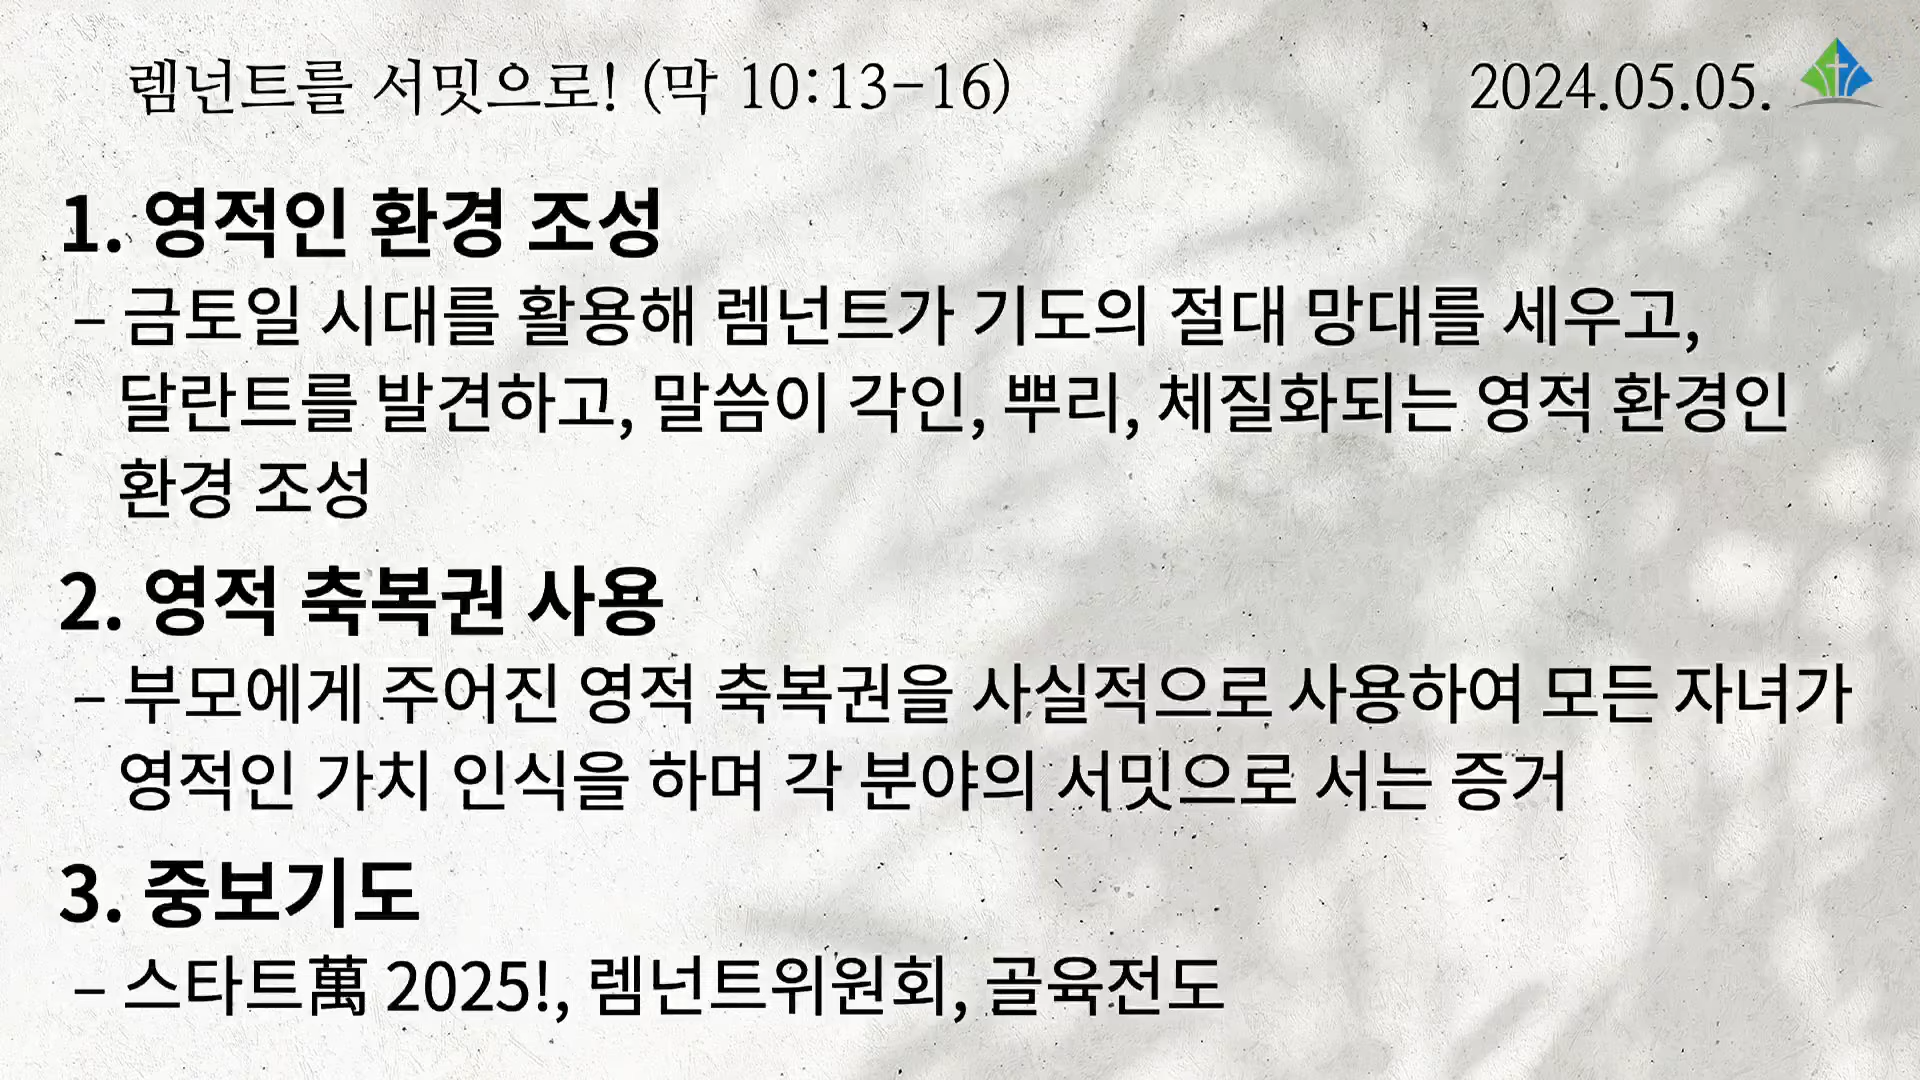 렘넌트를 서밋으로! (막 10:13-16)
2024.05.05.
1. 영적인 환경 조성
– 금토일 시대를 활용해 렘넌트가 기도의 절대 망대를 세우고,
달란트를 발견하고, 말씀이 각인, 뿌리, 체질화되는 영적 환경인
환경 조성
2. 영적 축복권 사용
– 부모에게 주어진 영적 축복권을 사실적으로 사용하여 모든 자녀가
영적인 가치 인식을 하며 각 분야의 서밋으로 서는 증거
3. 중보기도
– 스타트萬 2025!, 렘넌트위원회, 골육전도